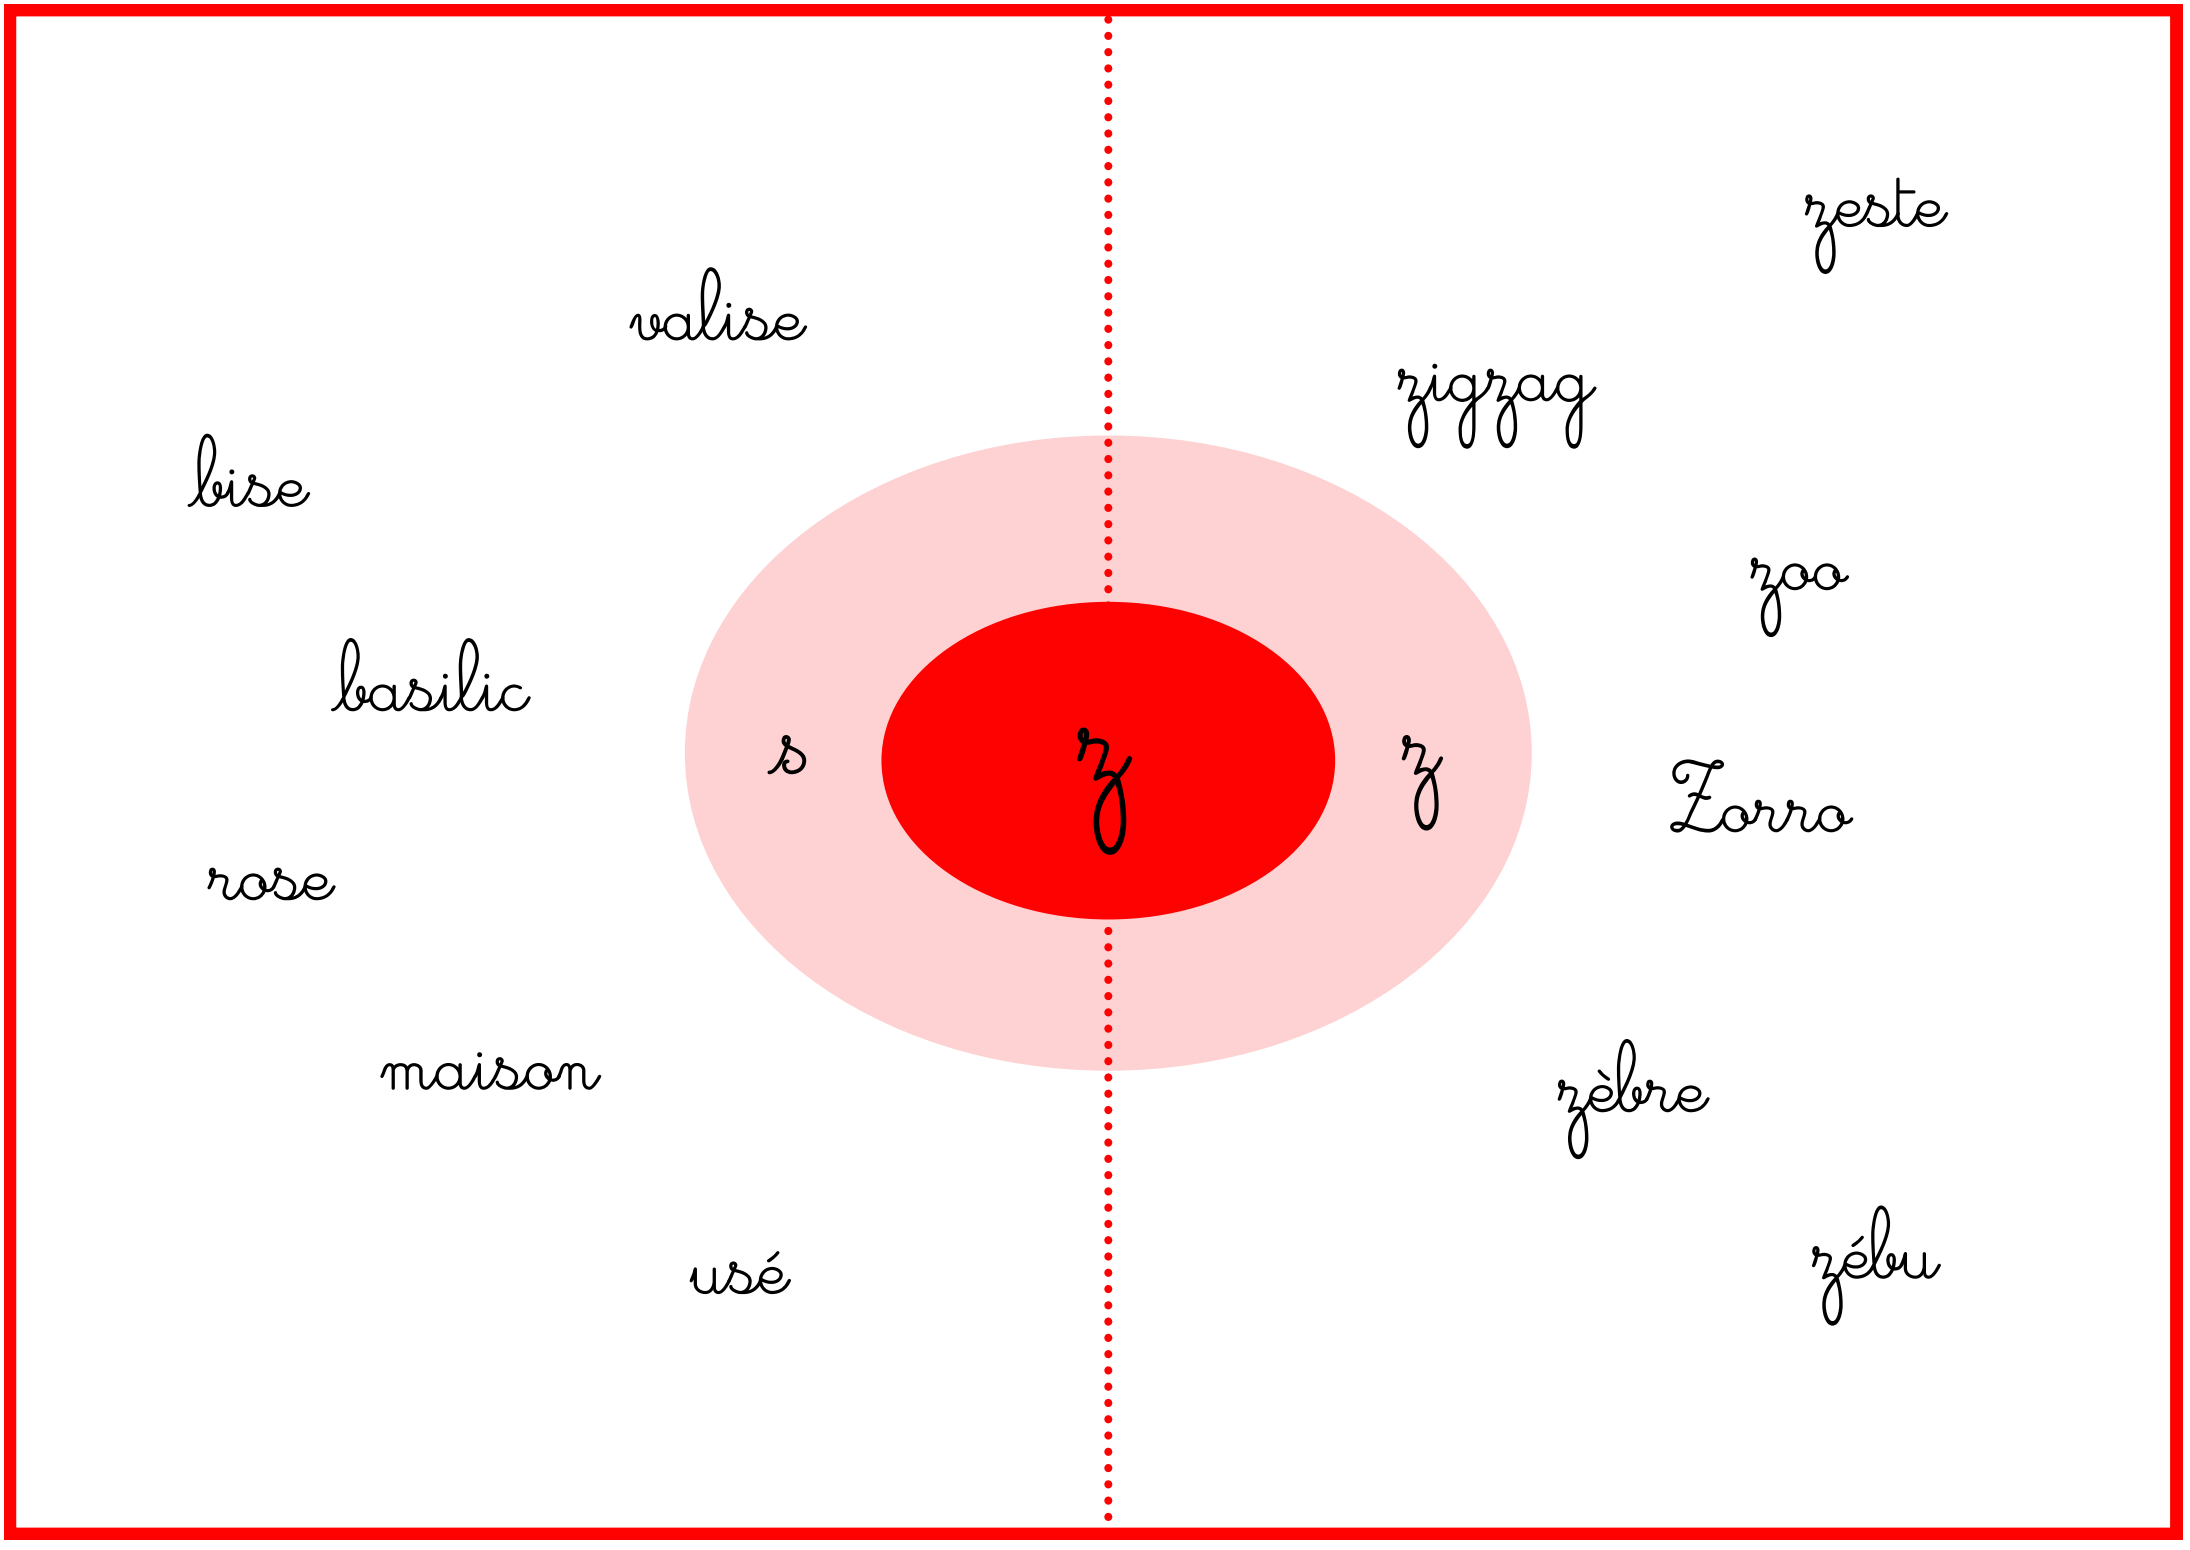 zeste
valise
zigzag
bise
zoo
basilic
s
z
z
Zorro
rose
maison
zèbre
usé
zébu